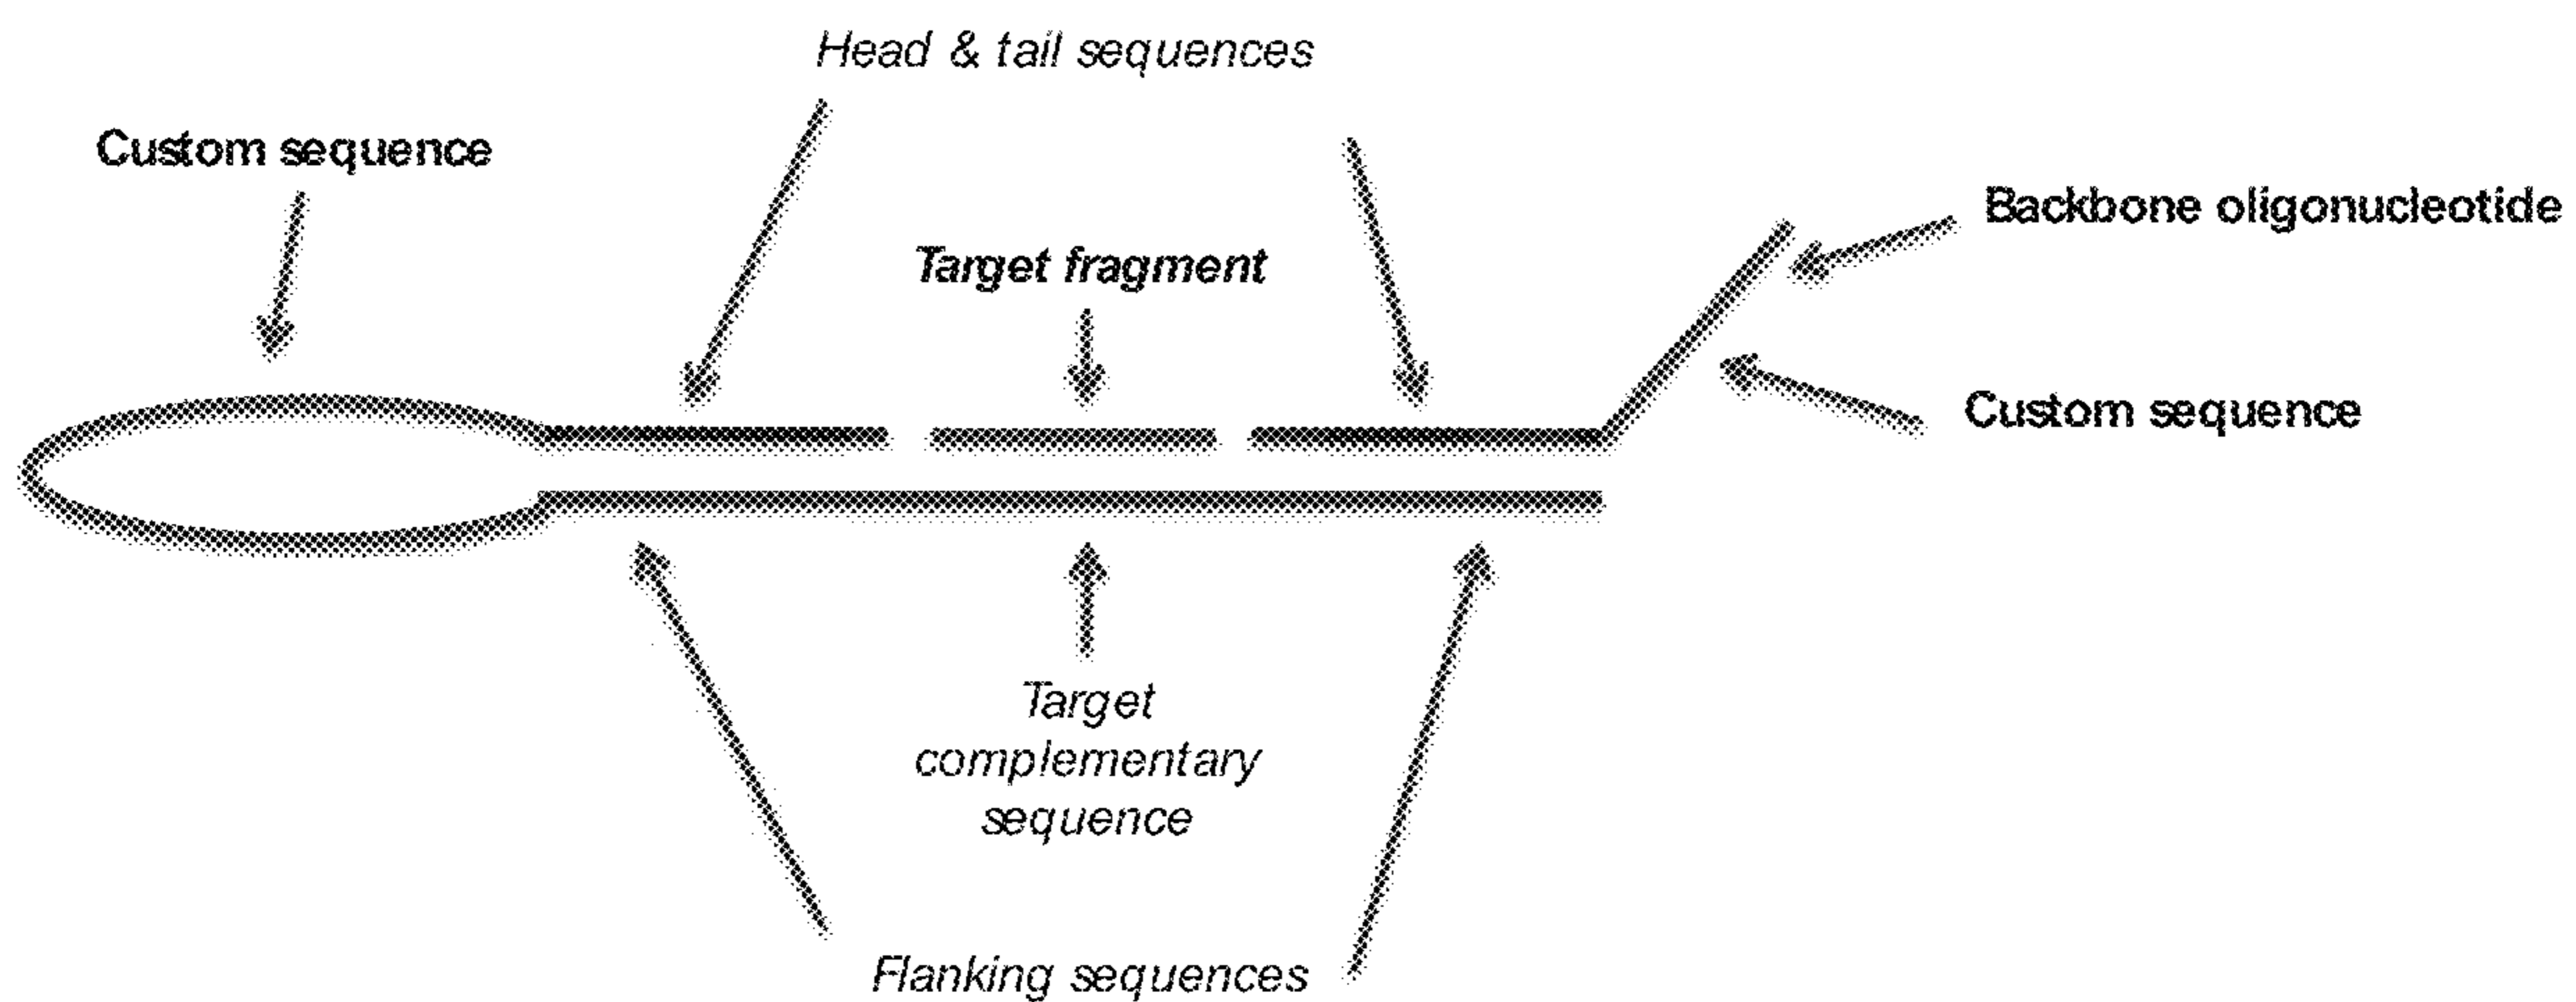 Head & tail sequences
Custom sequence
Backbone oligonucleotide
Target fragment
Custom sequence
Target
complementary
sequence
Flanking sequences